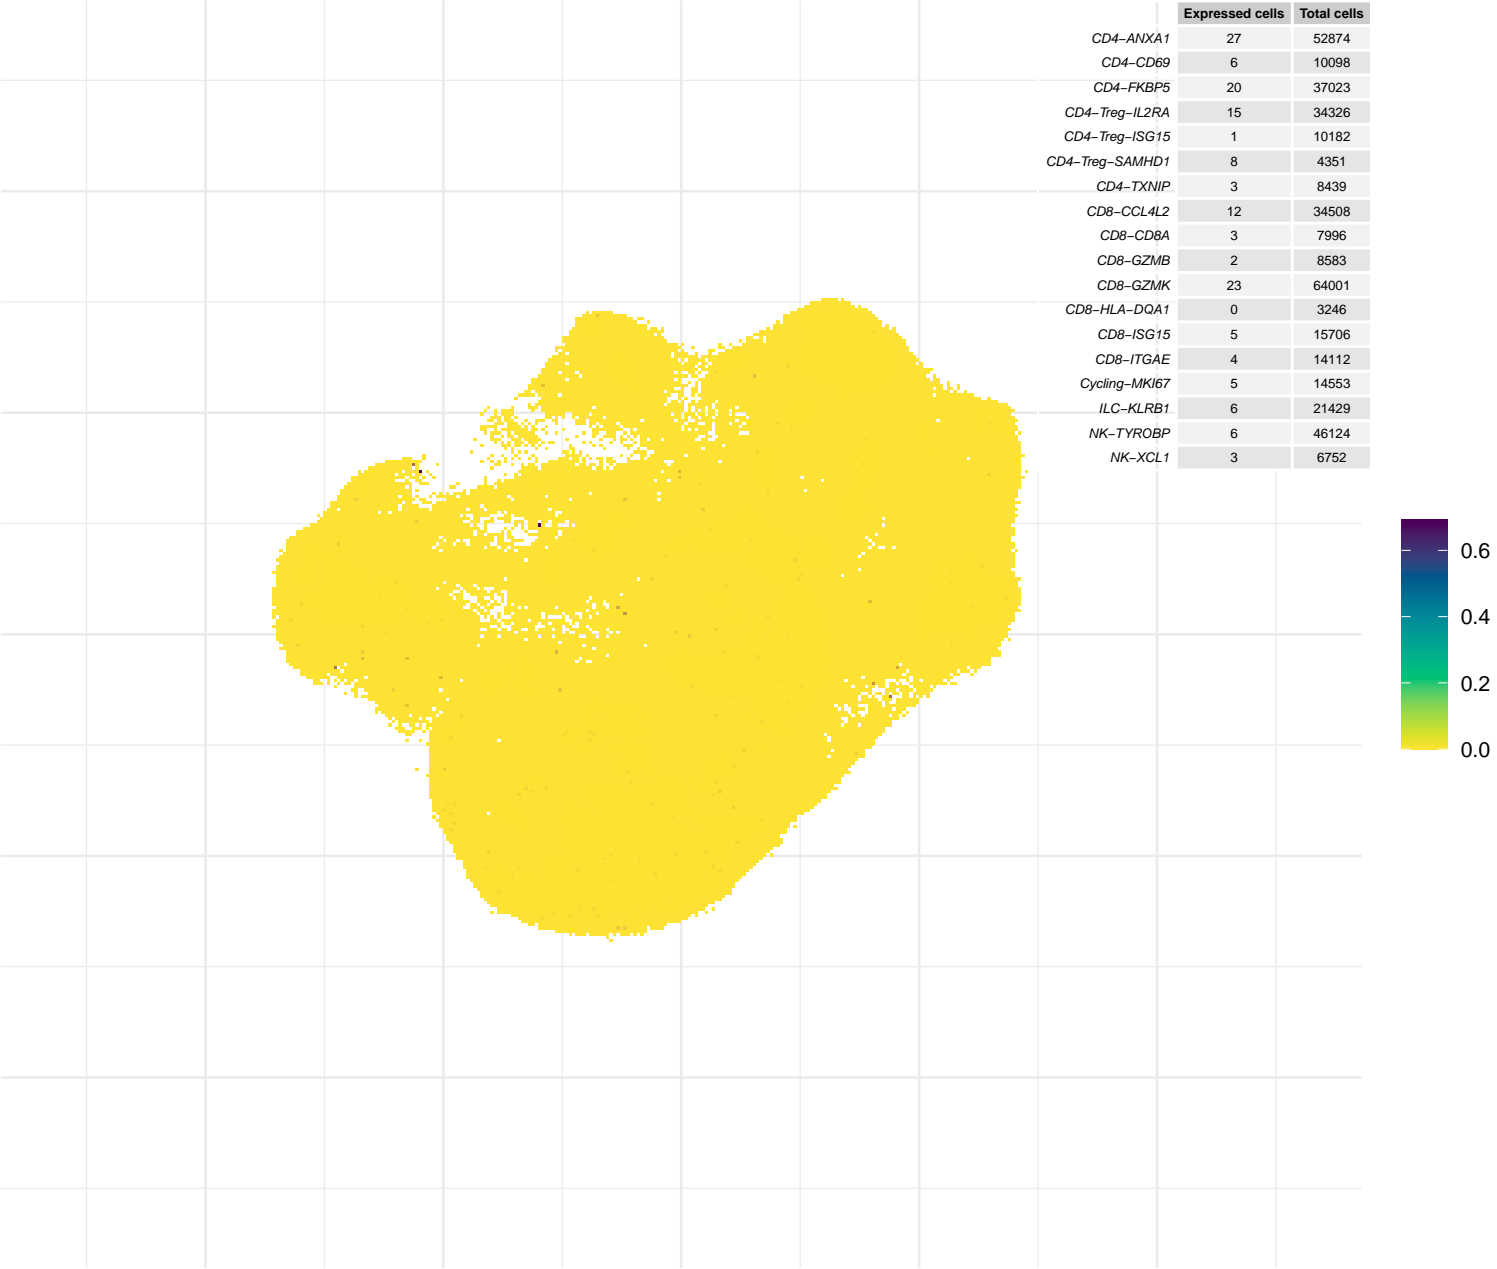 Expressed cells Total cells
CD4−ANXA1 27 52874
CD4−CD69 6 10098
CD4−FKBP5 20 37023
CD4−Treg−IL2RA 15 34326
CD4−Treg−ISG15 1 10182
CD4−Treg−SAMHD1 8 4351
CD4−TXNIP 3 8439
CD8−CCL4L2 12 34508
CD8−CD8A 3 7996
CD8−GZMB 2 8583
CD8−GZMK 23 64001
CD8−HLA−DQA1 0 3246
CD8−ISG15 5 15706
CD8−ITGAE 4 14112
Cycling−MKI67 5 14553
ILC−KLRB1 6 21429
NK−TYROBP 6 46124
NK−XCL1 3 6752
0.6
0.4
0.2
0.0